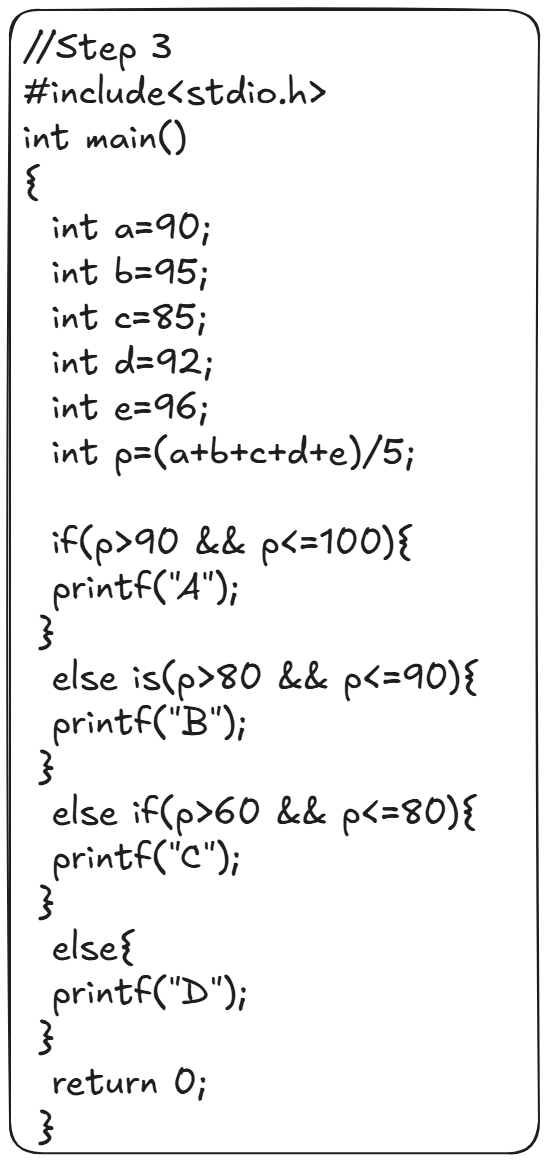 //Step 3
#include<stdio.h>
int main()
{
int a=90;
int b=95;
int c=85;
int d=92;
int e=96;
int p=(a+b+c+d+e)/5;
if(p>90 && p<=100){
printf("A");
}
else is(p>80 && p<=90){
printf("B");
}
else if(p>60 && p<=80){
printf("C");
}
else{
printf("D");
}
return 0;
}